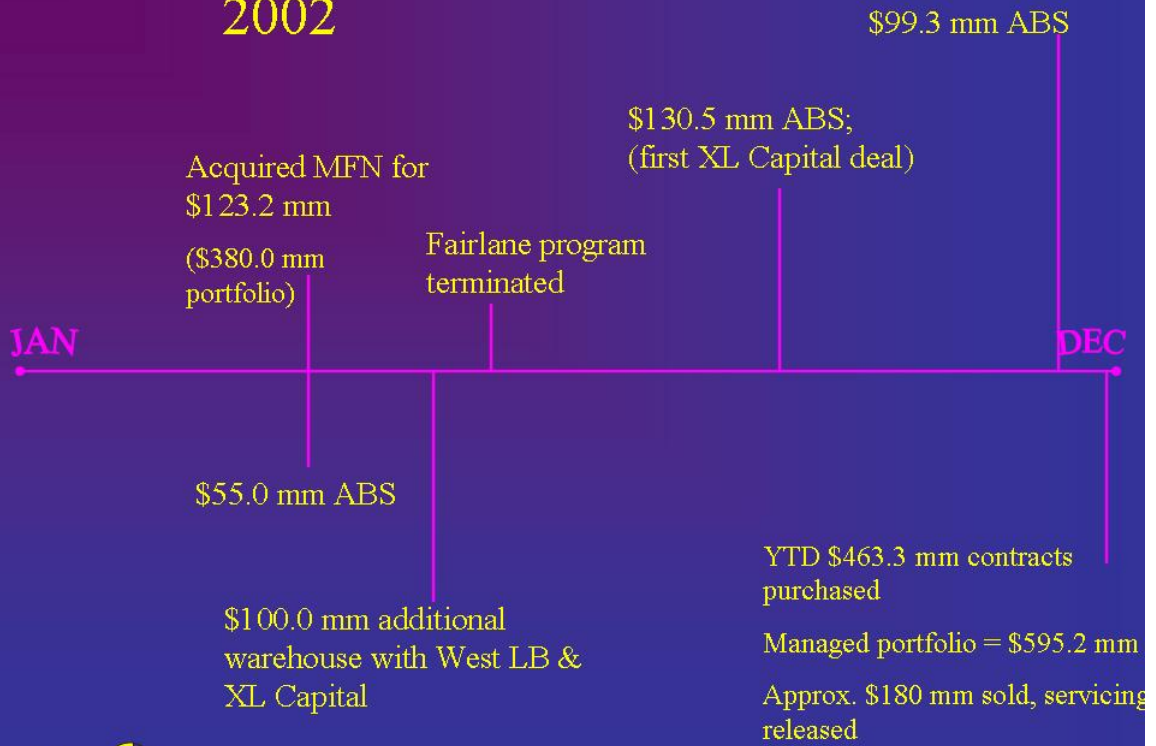 2002
$99.3 mm ABS
$130.5 mm ABS;
(first XL Capital deal)
Acquired MFN for
$123.2 mm
($380.0 mm
portfolio)
Fairlane program
terminated
JAN
DEC
$55.0 mm ABS
$100.0 mm additional
warehouse with West LB &
XL Capital
YTD $463.3 mm contracts
purchased
Managed portfolio = $595.2 mm
Approx. $180 mm sold, servicing
released